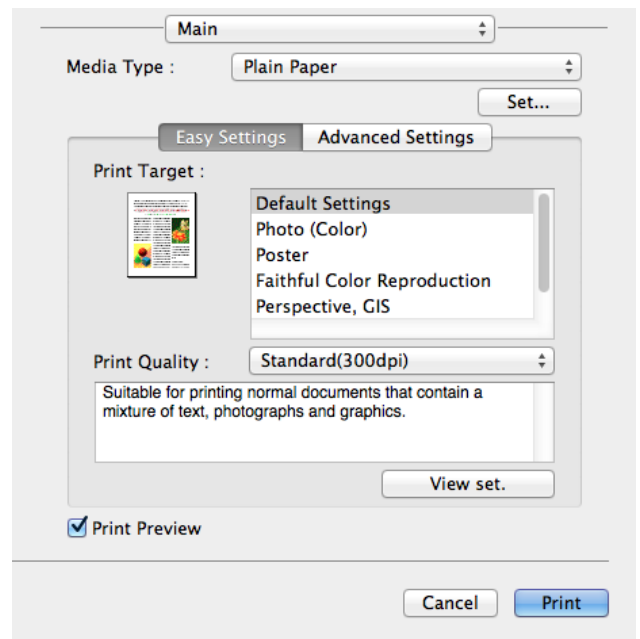 Main
Media Type : Plain Paper
Set...
Easy Settings Advanced Settings
Print Target :
Default Settings
Photo (Color)
Poster
Faithful Color Reproduction
Perspective, GIS
Print Quality : Standard(300dpi)
Suitable for printing normal documents that contain a
mixture of text, photographs and graphics.
View set.
Print Preview
Cancel Print